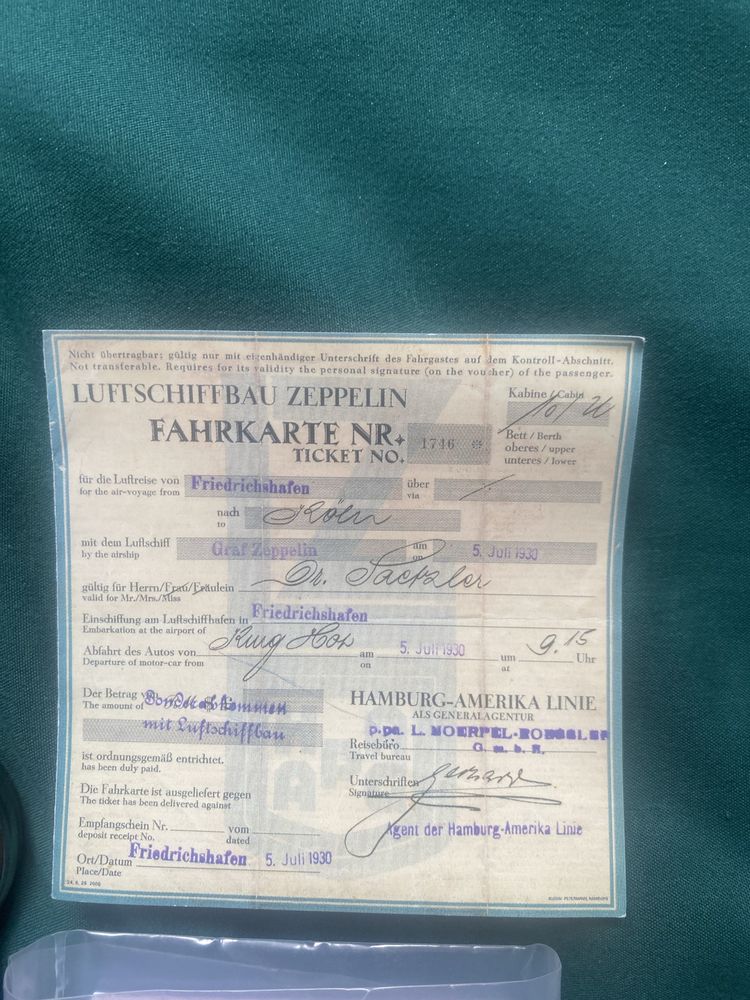 Nicht übertragbar; gültig nur mit eigenhändiger Unterschrift des Fahrgastes auf dem Kontroll-Abschnitt.
Not transferable. Requires for its validity the personal signature (on the voucher) of the passenger.
LUFTSCHIFFBAU ZEPPELIN
Kabine / Cabin
FAHRKARTE NR.
TICKET NO.
1746 *
Bett / Berth
oberes / upper
unteres / lower
für die Luftreise von Friedrichshafen über
for the air-voyage from via
nach Köln
to
mit dem Luftschiff Graf Zeppelin am 5. Juli 1930
by the airship on
gültig für Herrn/Frau/Fräulein Dr.
valid for Mr./Mrs./Miss
Einschiffung am Luftschiffhafen in Friedrichshafen
Embarkation at the airport of
Abfahrt des Autos von am 5. Juli 1930 um 9.15 Uhr
Departure of motor-car from on at
Der Betrag Sonderabkommen
The amount of
mit Luftschiffbau
HAMBURG-AMERIKA LINIE
ALS GENERALAGENTUR
p.pa. L. MOERPEL-ROESSLER
Reisebüro G. m. b. H.
Travel bureau
ist ordnungsgemäß entrichtet.
has been duly paid.
Unterschriften
Signature
Die Fahrkarte ist ausgeliefert gegen
The ticket has been delivered against
Agent der Hamburg-Amerika Linie
Empfangschein Nr. vom
deposit receipt No. dated
Ort/Datum Friedrichshafen 5. Juli 1930
Place/Date